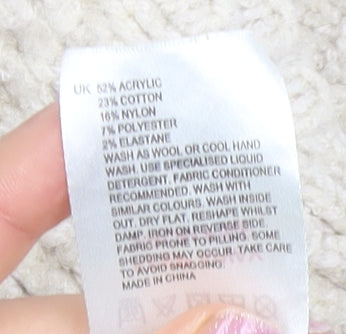 UK 52% ACRYLIC
23% COTTON
16% NYLON
7% POLYESTER
2% ELASTANE
WASH AS WOOL OR COOL HAND
WASH. USE SPECIALISED LIQUID
DETERGENT. FABRIC CONDITIONER
RECOMMENDED. WASH WITH
SIMILAR COLOURS. WASH INSIDE
OUT. DRY FLAT. RESHAPE WHILST
DAMP. IRON ON REVERSE SIDE.
FABRIC PRONE TO PILLING. SOME
SHEDDING MAY OCCUR. TAKE CARE
TO AVOID SNAGGING.
MADE IN CHINA